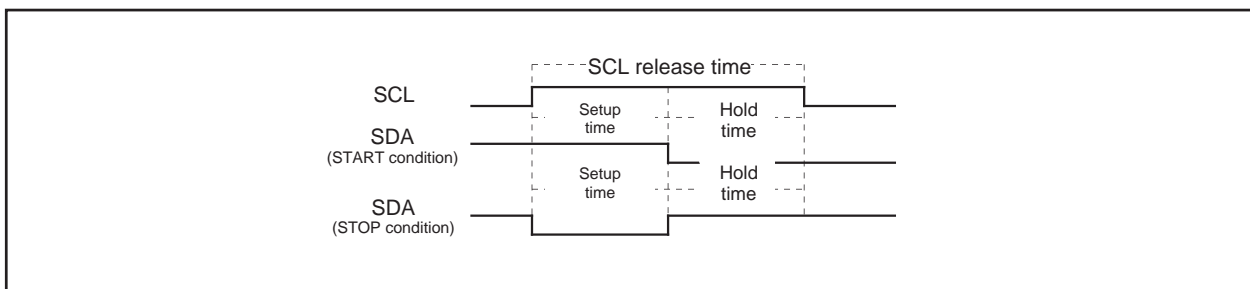 SCL release time
SCL
Setup
time
Hold
time
SDA
(START condition)
Setup
time
Hold
time
SDA
(STOP condition)